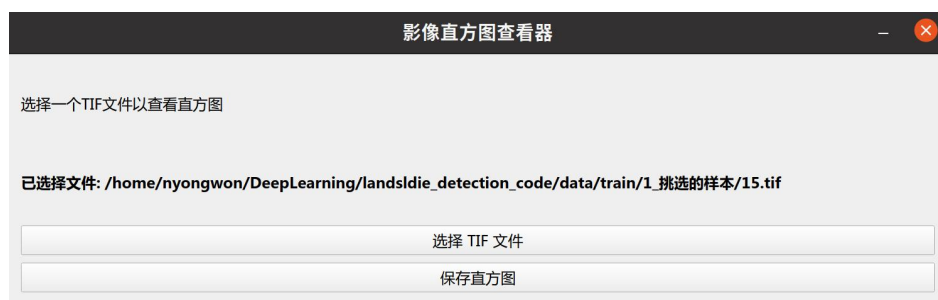 影像直方图查看器
选择一个TIF文件以查看直方图
已选择文件: /home/nyongwon/DeepLearning/landsldie_detection_code/data/train/1_挑选的样本/15.tif
选择 TIF 文件
保存直方图